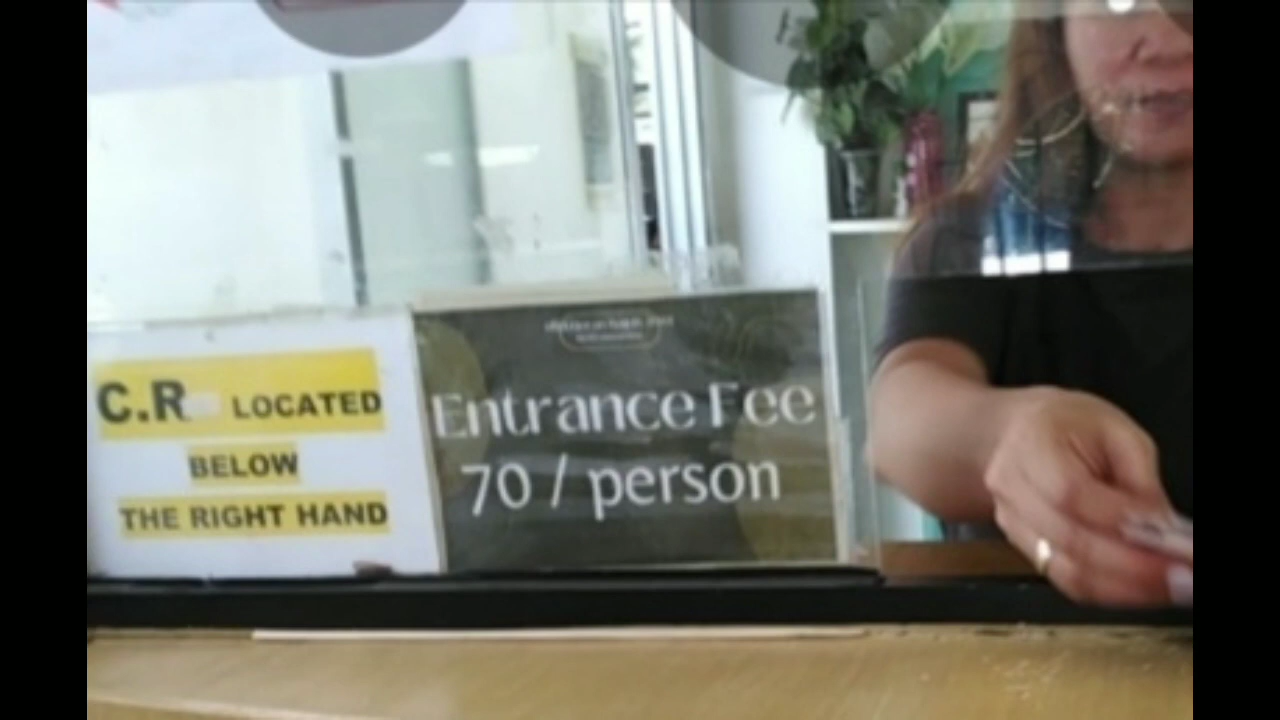 C.R LOCATED
BELOW
THE RIGHT HAND
Entrance Fee
70 / person